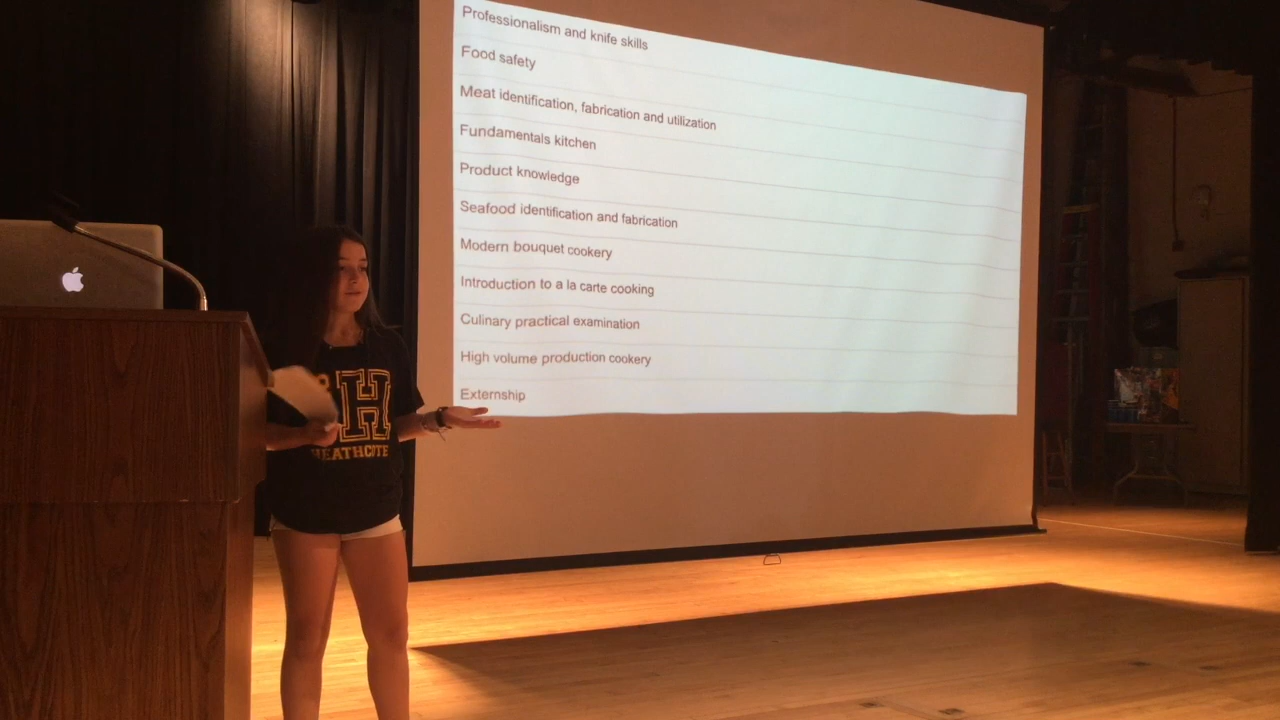 Professionalism and knife skills
Food safety
Meat identification, fabrication and utilization
Fundamentals kitchen
Product knowledge
Seafood identification and fabrication
Modern bouquet cookery
Introduction to a la carte cooking
Culinary practical examination
High volume production cookery
Externship
H
HEATHCOTE